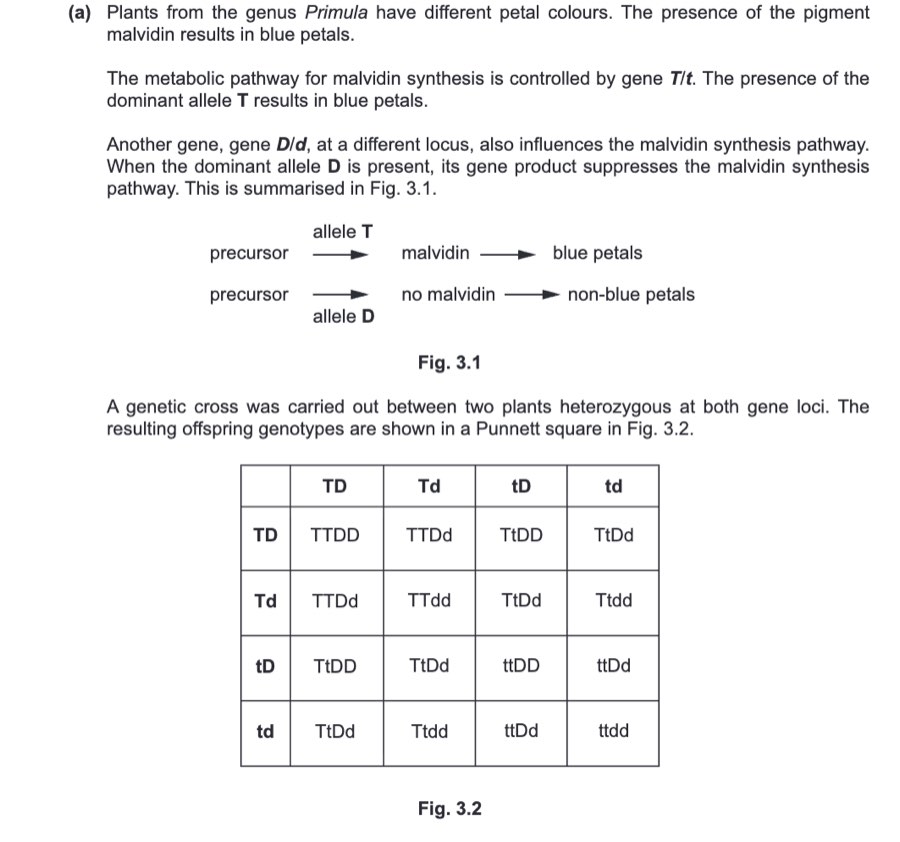 (a) Plants from the genus Primula have different petal colours. The presence of the pigment
malvidin results in blue petals.
The metabolic pathway for malvidin synthesis is controlled by gene T/t. The presence of the
dominant allele T results in blue petals.
Another gene, gene D/d, at a different locus, also influences the malvidin synthesis pathway.
When the dominant allele D is present, its gene product suppresses the malvidin synthesis
pathway. This is summarised in Fig. 3.1.
allele T
precursor malvidin blue petals
precursor no malvidin non-blue petals
allele D
Fig. 3.1
A genetic cross was carried out between two plants heterozygous at both gene loci. The
resulting offspring genotypes are shown in a Punnett square in Fig. 3.2.
TD Td tD td
TD TTDD TTDd TtDD TtDd
Td TTDd TTdd TtDd Ttdd
tD TtDD TtDd ttDD ttDd
td TtDd Ttdd ttDd ttdd
Fig. 3.2